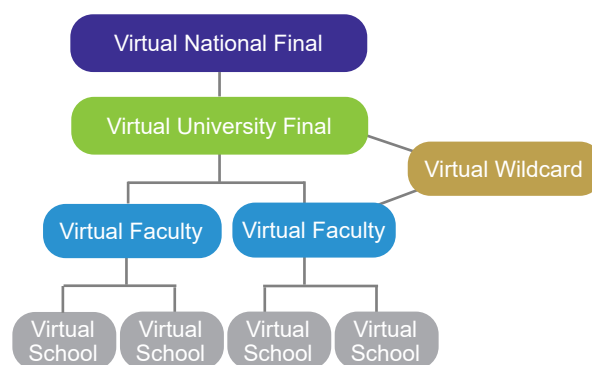 Virtual National Final
Virtual University Final
Virtual Wildcard
Virtual Faculty
Virtual Faculty
Virtual
School
Virtual
School
Virtual
School
Virtual
School